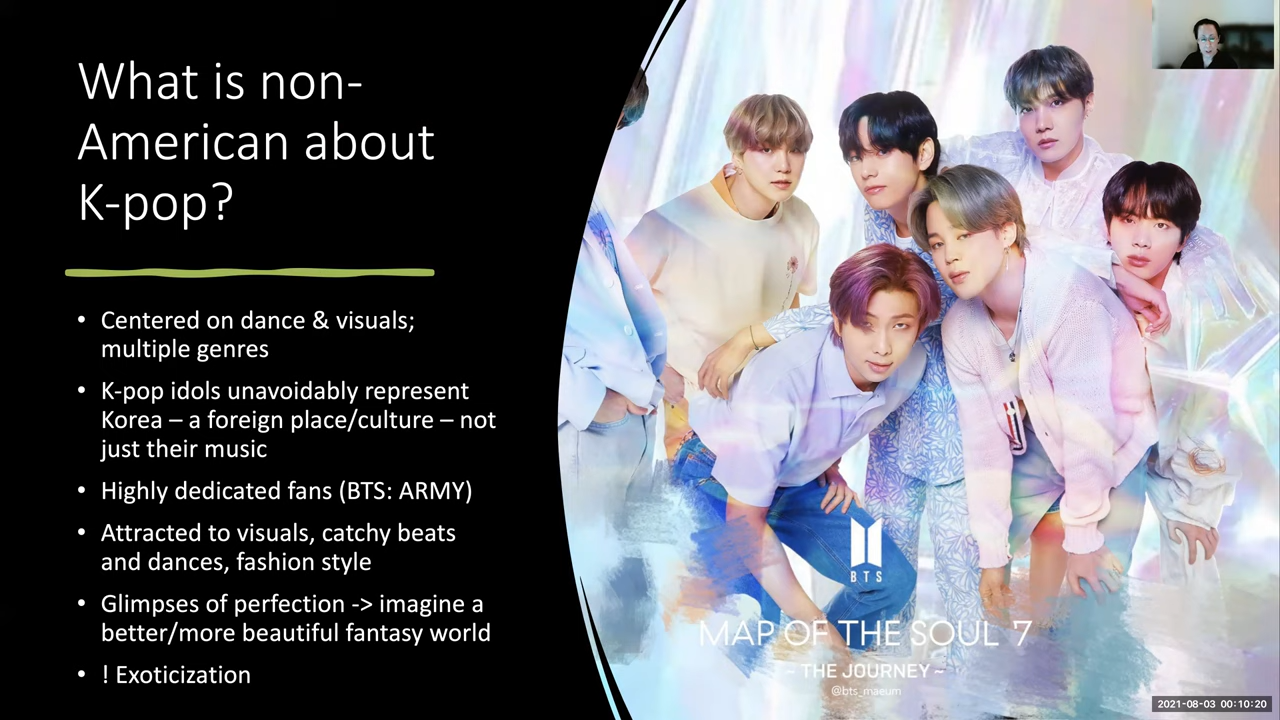 What is non-
American about
K-pop?
• Centered on dance & visuals;
multiple genres
• K-pop idols unavoidably represent
Korea – a foreign place/culture – not
just their music
• Highly dedicated fans (BTS: ARMY)
• Attracted to visuals, catchy beats
and dances, fashion style
• Glimpses of perfection -> imagine a
better/more beautiful fantasy world
• ! Exoticization
BTS
MAP OF THE SOUL 7
~ THE JOURNEY ~
@bts_maeum
2021-08-03 00:10:20